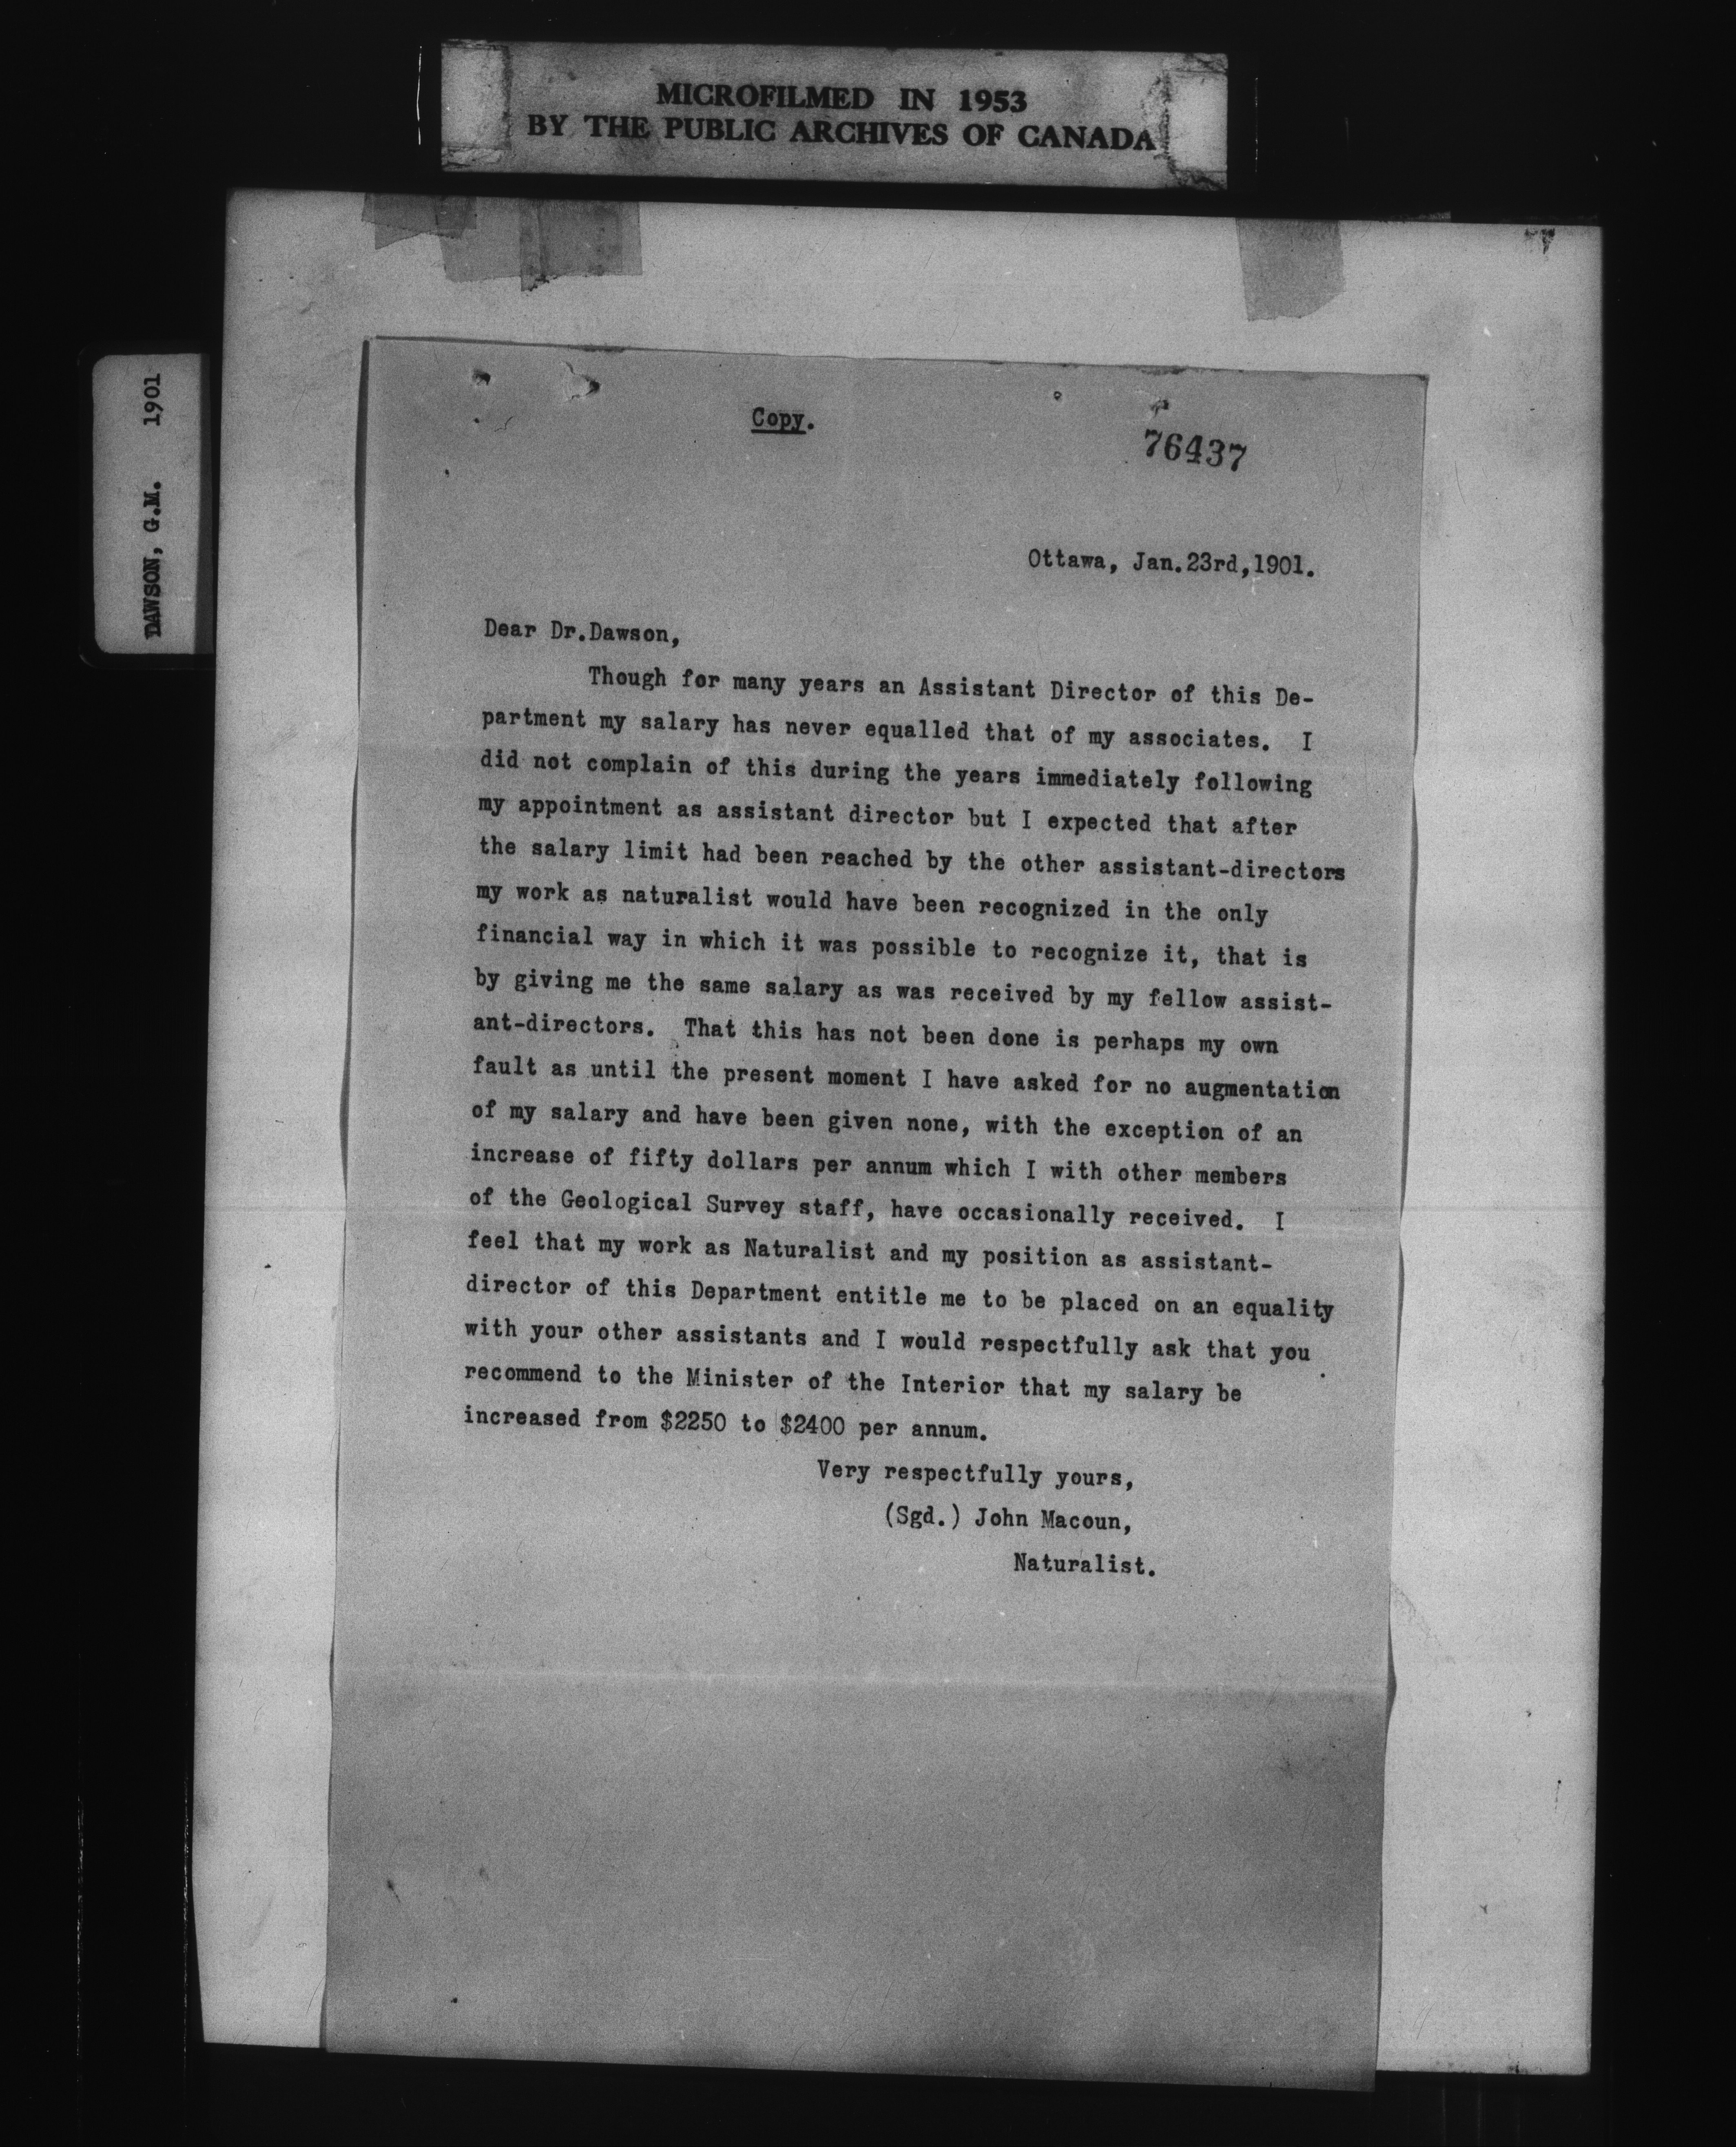 MICROFILMED IN 1953
BY THE PUBLIC ARCHIVES OF CANADA
DAWSON, G.M. 1901
Copy.
76437
Ottawa, Jan.23rd,1901.
Dear Dr.Dawson,
Though for many years an Assistant Director of this De-
partment my salary has never equalled that of my associates. I
did not complain of this during the years immediately following
my appointment as assistant director but I expected that after
the salary limit had been reached by the other assistant-directors
my work as naturalist would have been recognized in the only
financial way in which it was possible to recognize it, that is
by giving me the same salary as was received by my fellow assist-
ant-directors. That this has not been done is perhaps my own
fault as until the present moment I have asked for no augmentation
of my salary and have been given none, with the exception of an
increase of fifty dollars per annum which I with other members
of the Geological Survey staff, have occasionally received. I
feel that my work as Naturalist and my position as assistant-
director of this Department entitle me to be placed on an equality
with your other assistants and I would respectfully ask that you
recommend to the Minister of the Interior that my salary be
increased from $2250 to $2400 per annum.
Very respectfully yours,
(Sgd.) John Macoun,
Naturalist.